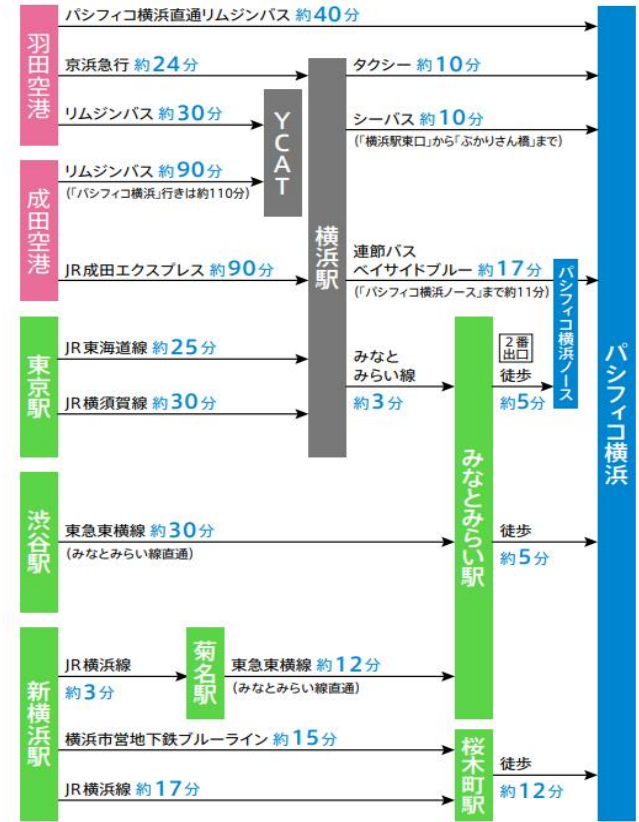 羽田空港
パシフィコ横浜直通リムジンバス 約40分
京浜急行 約24分
リムジンバス 約30分
YCAT
横浜駅
タクシー 約10分
シーバス 約10分
(「横浜駅東口」から「ぷかりさん橋」まで)
成田空港
リムジンバス 約90分
(「パシフィコ横浜」行きは約110分)
JR成田エクスプレス 約90分
連節バス
ベイサイドブルー 約17分
(「パシフィコ横浜ノース」まで約11分)
パシフィコ横浜ノース
パシフィコ横浜
東京駅
JR東海道線 約25分
JR横須賀線 約30分
みなと
みらい線
約3分
みなとみらい駅
2番
出口
徒歩
約5分
渋谷駅
東急東横線 約30分
(みなとみらい線直通)
徒歩
約5分
新横浜駅
JR横浜線
約3分
菊名駅
東急東横線 約12分
(みなとみらい線直通)
横浜市営地下鉄ブルーライン 約15分
JR横浜線 約17分
桜木町駅
徒歩
約12分